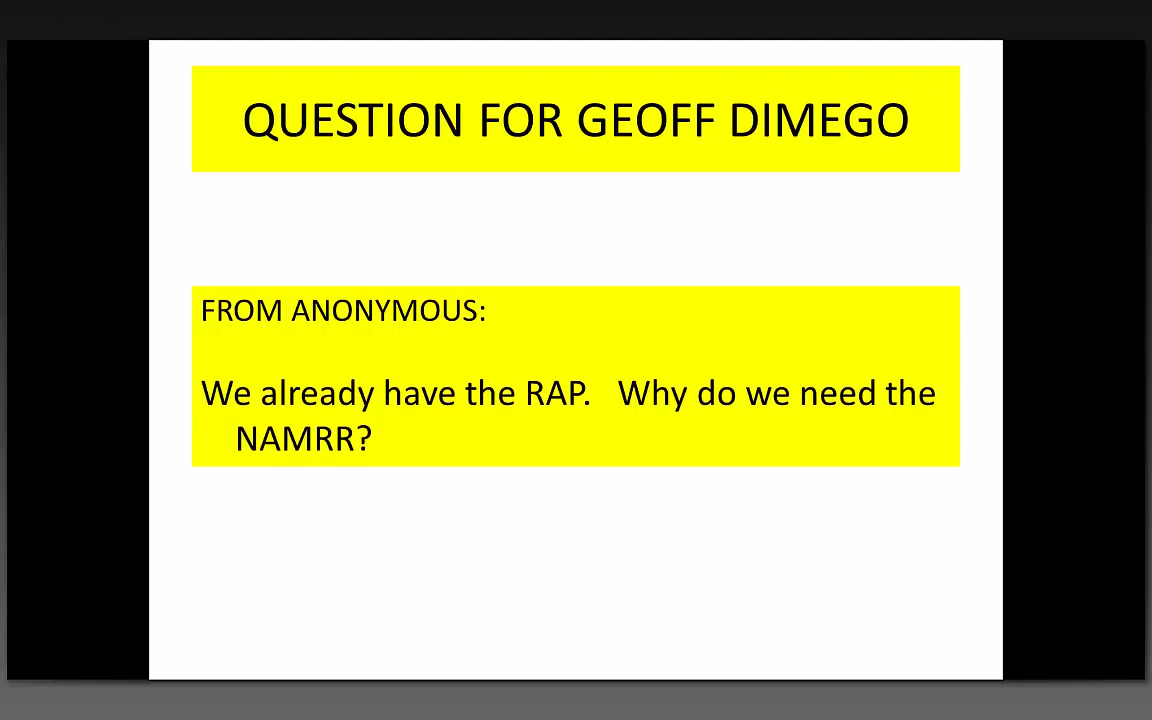 QUESTION FOR GEOFF DIMEGO
FROM ANONYMOUS:
We already have the RAP.   Why do we need the
NAMRR?